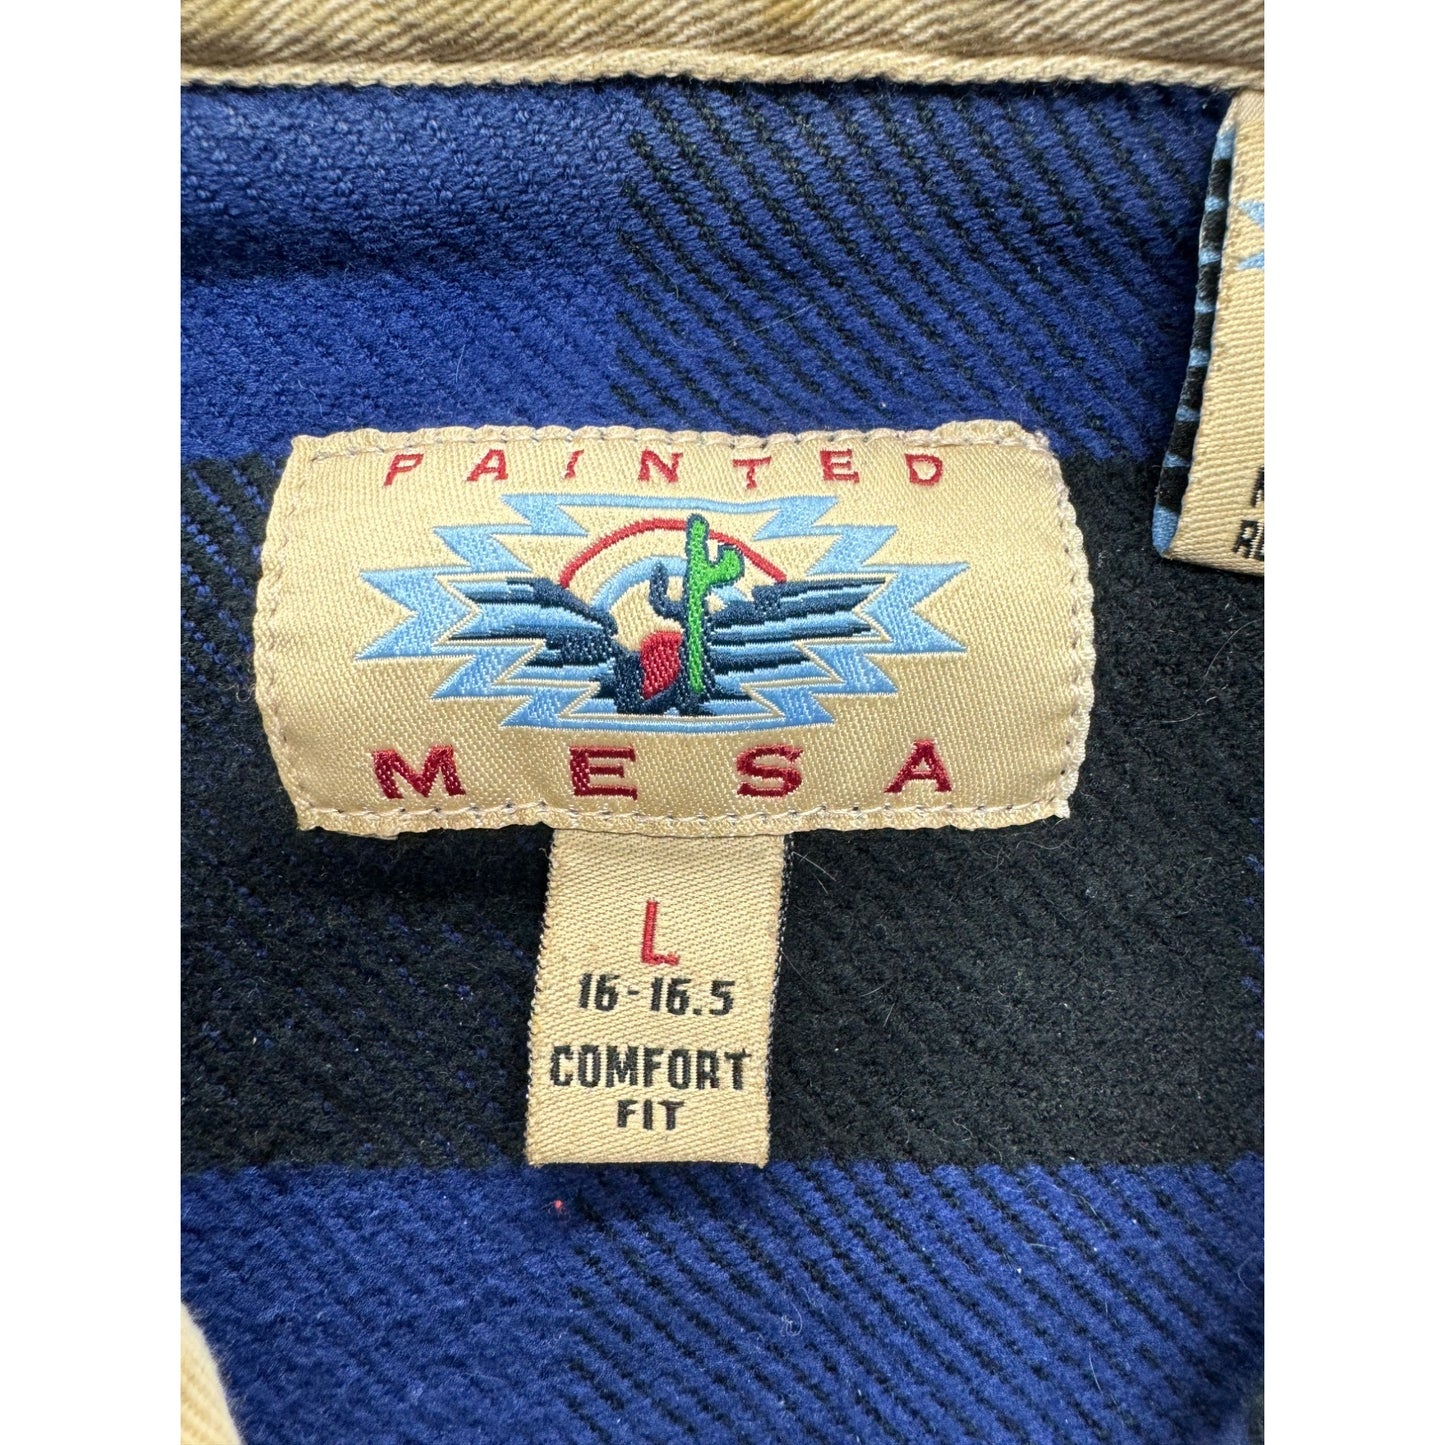 PAINTED
MESA
L
16-16.5
COMFORT
FIT